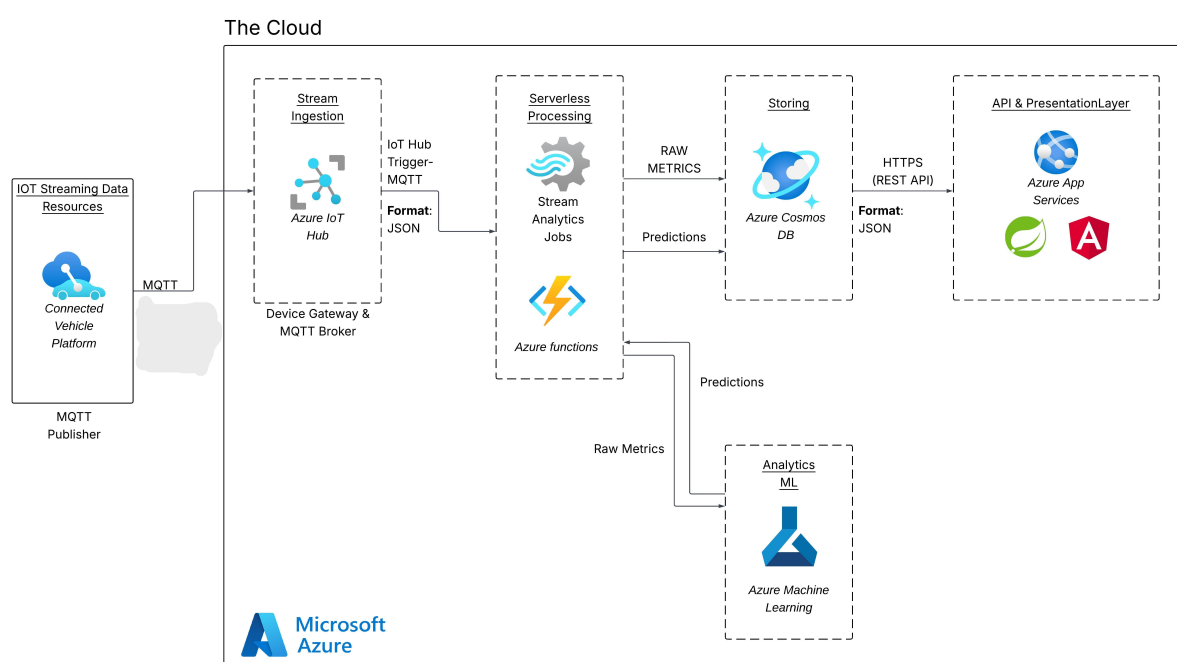 The Cloud
IOT Streaming Data
Resources
Connected
Vehicle
Platform
MQTT
Publisher
MQTT
Stream
Ingestion
Azure IoT
Hub
Device Gateway &
MQTT Broker
IoT Hub
Trigger-
MQTT
Format:
JSON
Serverless
Processing
Stream
Analytics
Jobs
Azure functions
RAW
METRICS
Predictions
Storing
Azure Cosmos
DB
HTTPS
(REST API)
Format:
JSON
API & PresentationLayer
Azure App
Services
A
Predictions
Raw Metrics
Analytics
ML
Azure Machine
Learning
Microsoft
Azure